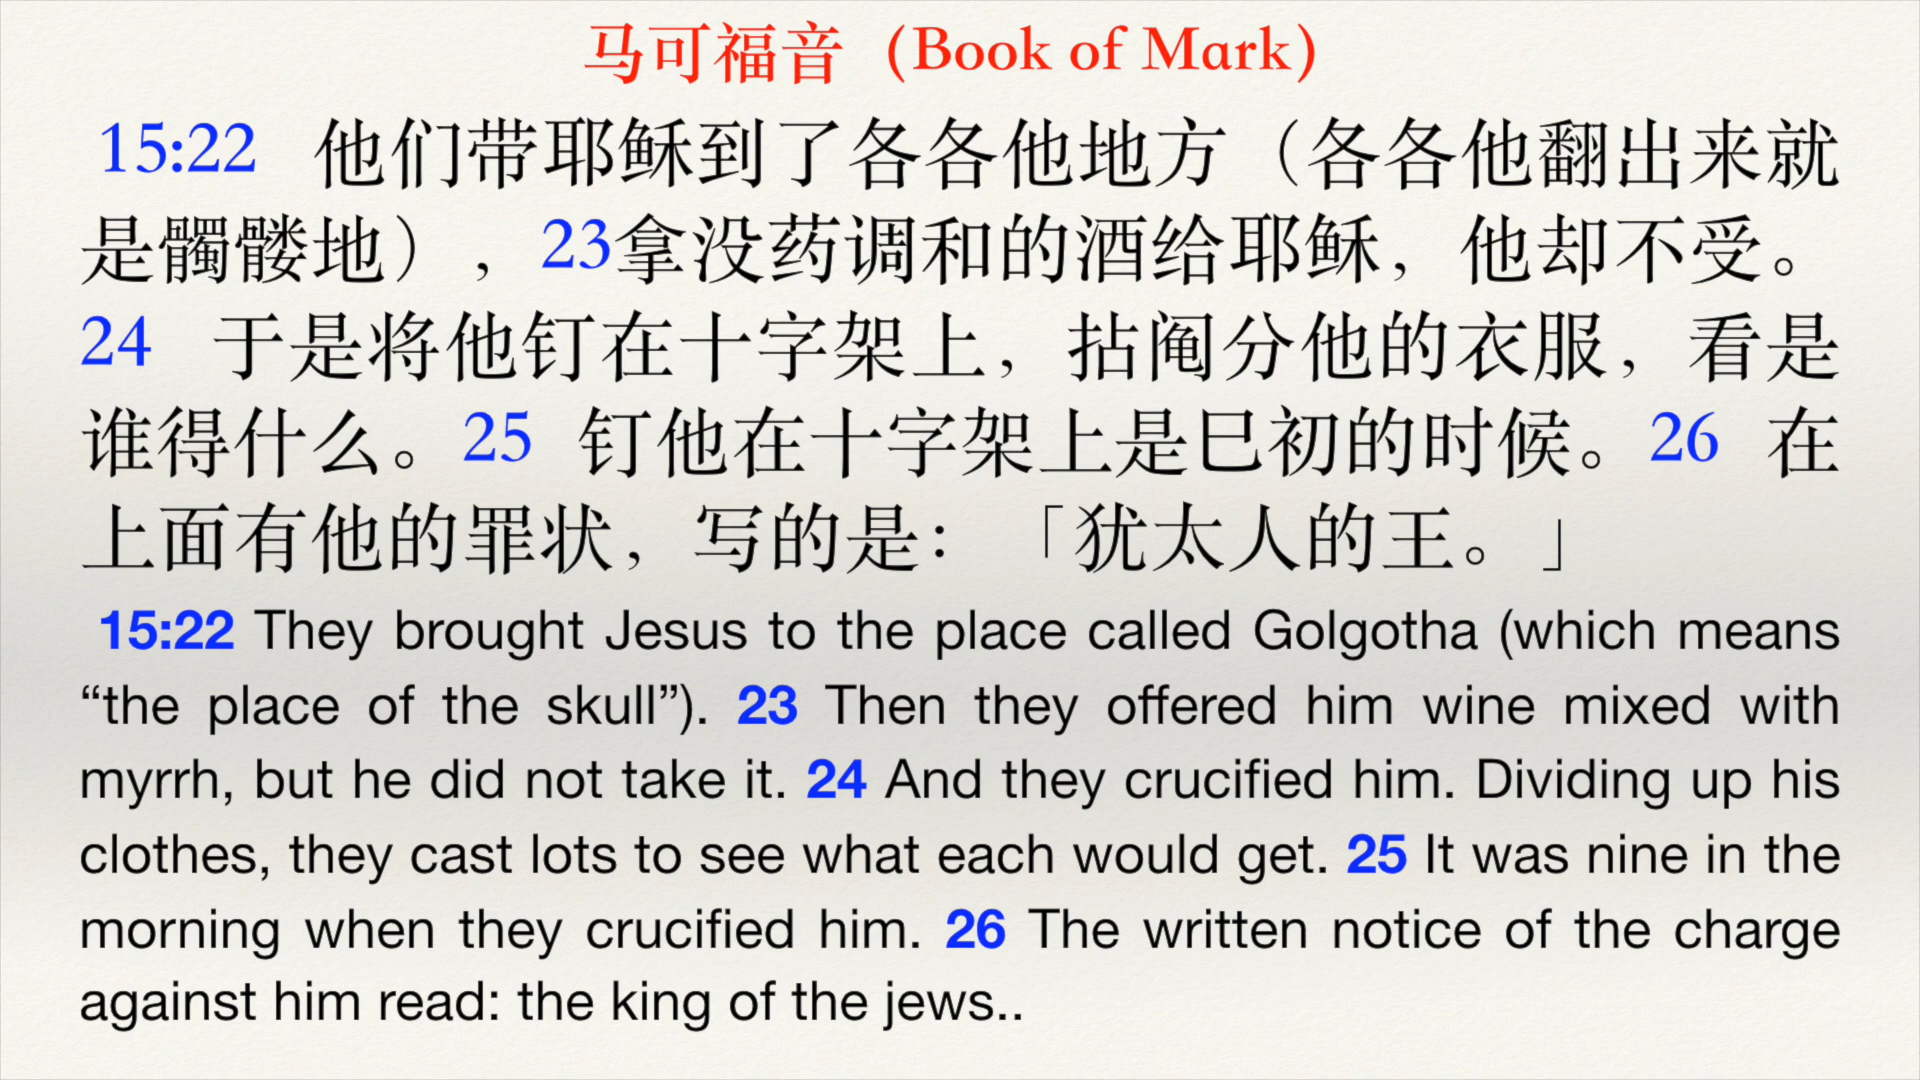 马可福音（Book of Mark）
15:22 他们带耶稣到了各各他地方（各各他翻出来就
是髑髅地），23拿没药调和的酒给耶稣，他却不受。
24 于是将他钉在十字架上，拈阄分他的衣服，看是
谁得什么。25 钉他在十字架上是巳初的时候。26 在
上面有他的罪状，写的是：「犹太人的王。」
15:22 They brought Jesus to the place called Golgotha (which means
“the place of the skull”). 23 Then they offered him wine mixed with
myrrh, but he did not take it. 24 And they crucified him. Dividing up his
clothes, they cast lots to see what each would get. 25 It was nine in the
morning when they crucified him. 26 The written notice of the charge
against him read: the king of the jews..